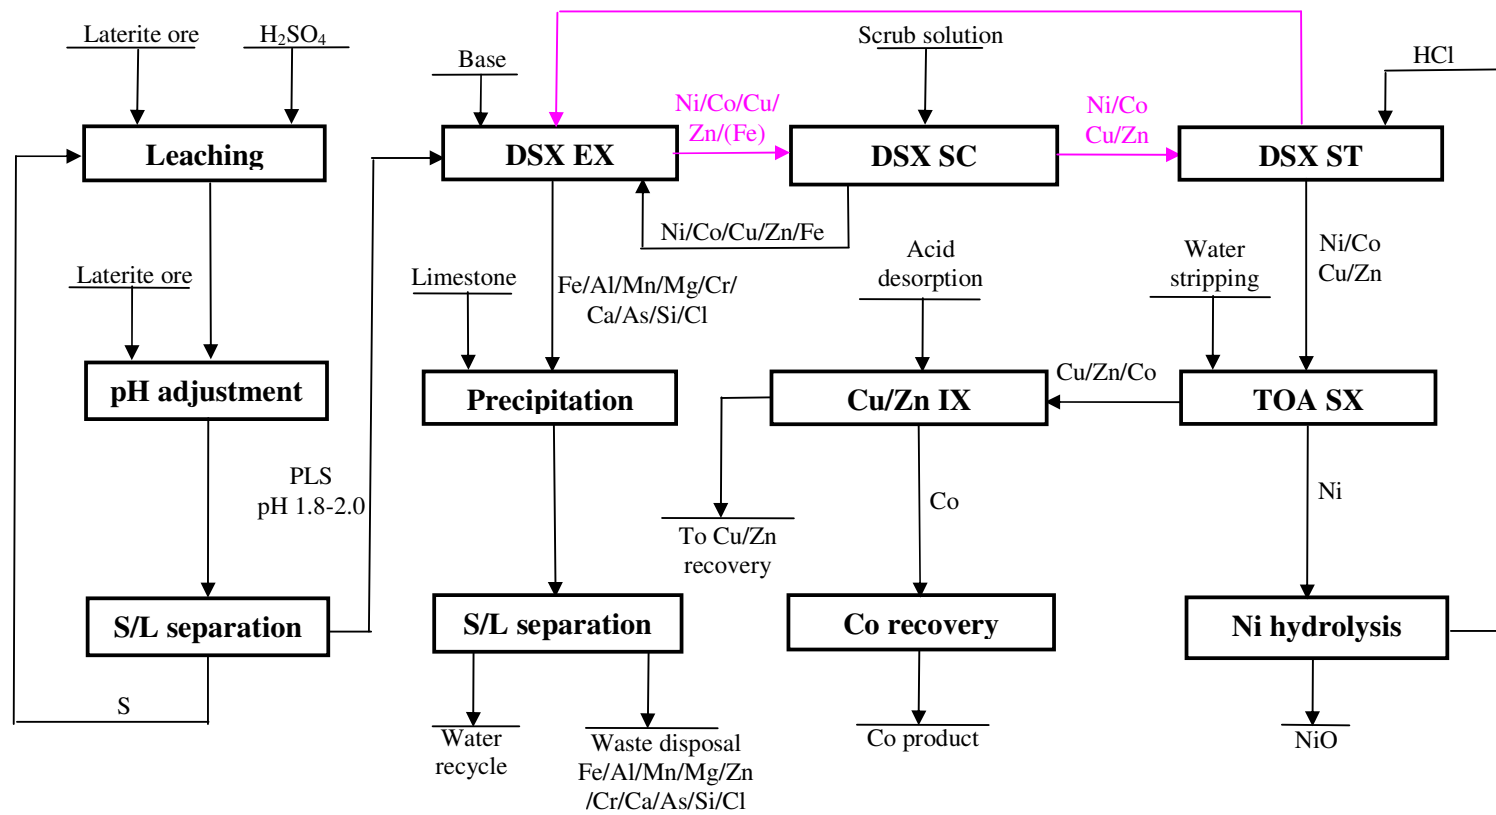 Laterite ore
H₂SO₄
Base
Scrub solution
HCl
Ni/Co/Cu/
Zn/(Fe)
Ni/Co
Cu/Zn
Leaching
DSX EX
DSX SC
DSX ST
Ni/Co/Cu/Zn/Fe
Laterite ore
Limestone
Fe/Al/Mn/Mg/Cr/
Ca/As/Si/Cl
Acid
desorption
Water
stripping
Ni/Co
Cu/Zn
pH adjustment
Precipitation
Cu/Zn IX
Cu/Zn/Co
TOA SX
PLS
pH 1.8-2.0
Co
Ni
To Cu/Zn
recovery
S/L separation
S/L separation
Co recovery
Ni hydrolysis
S
Water
recycle
Waste disposal
Fe/Al/Mn/Mg/Zn
/Cr/Ca/As/Si/Cl
Co product
NiO